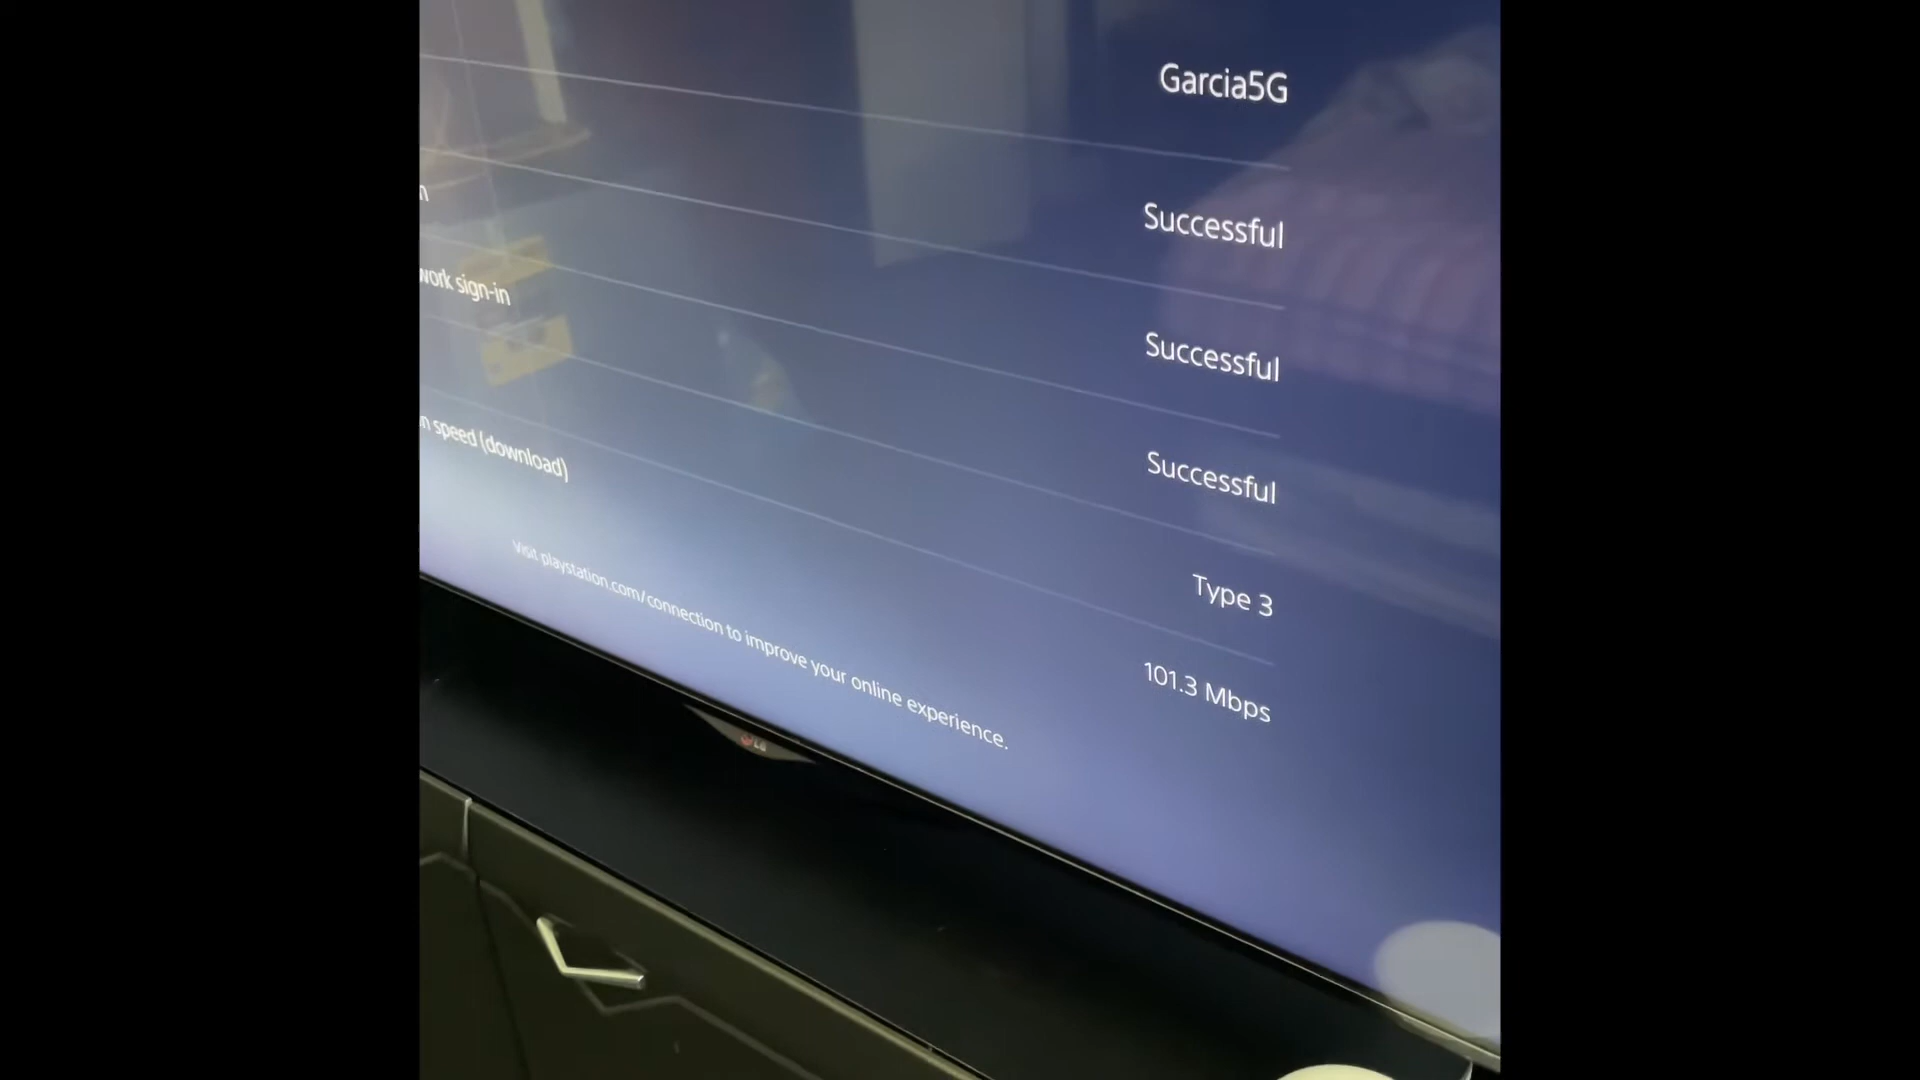 Garcia5G
Successful
n
work sign-in
Successful
Successful
n speed (download)
Type 3
101.3 Mbps
Visit playstation.com/connection to improve your online experience.
LG